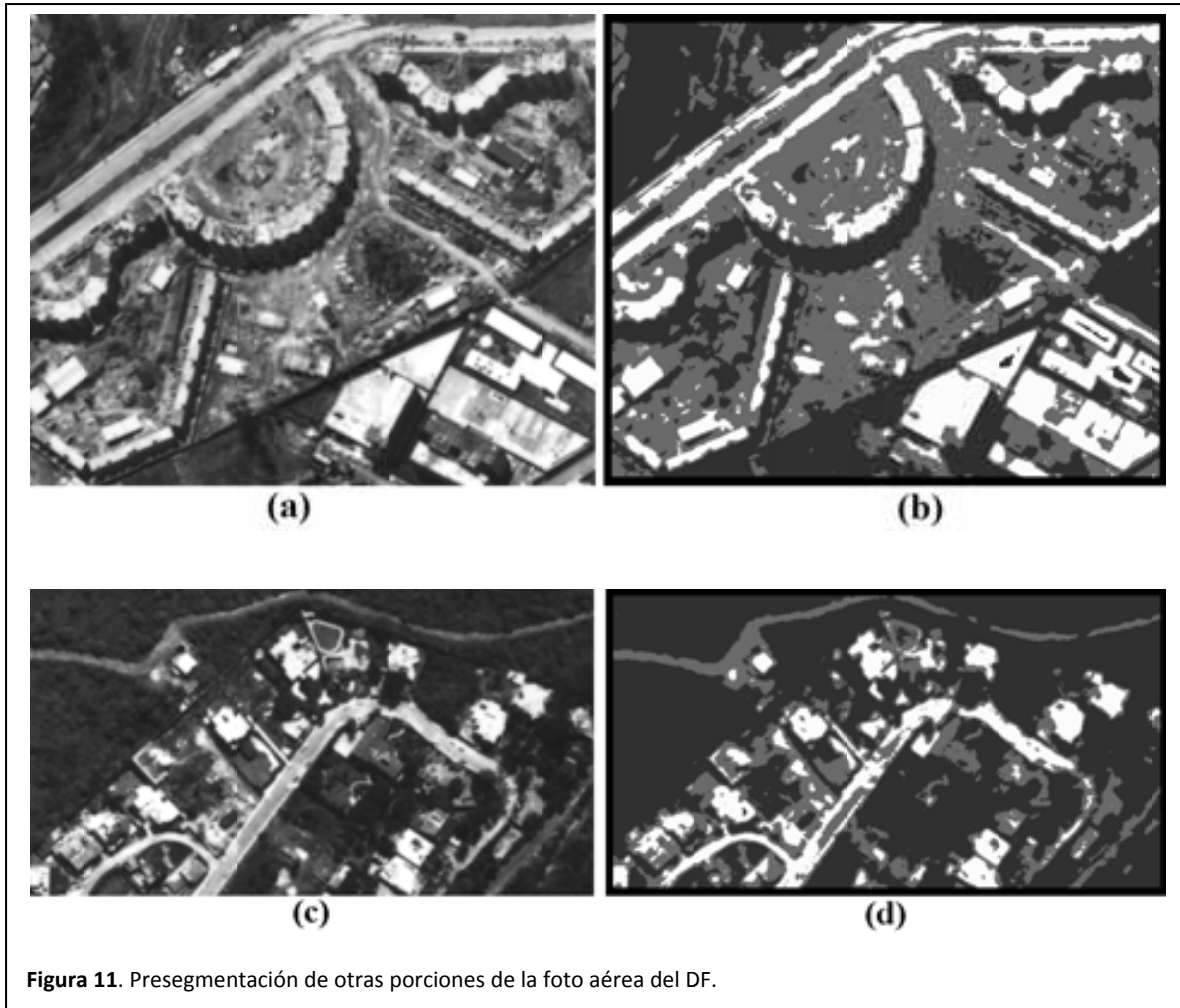 (a)
(b)
(c)
(d)
Figura 11. Presegmentación de otras porciones de la foto aérea del DF.